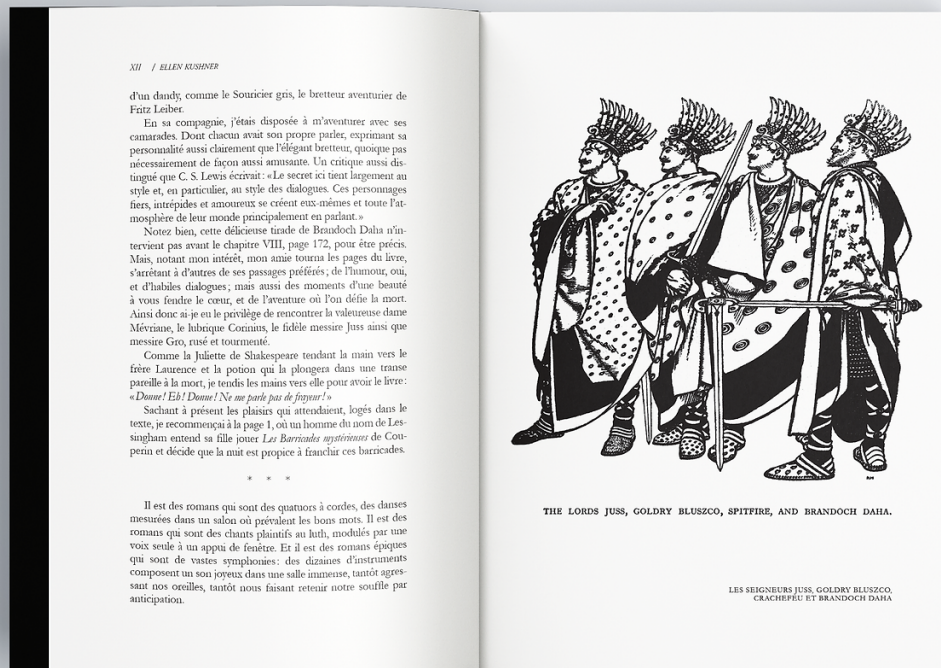 XII / ELLEN KUSHNER
d'un dandy, comme le Souricier gris, le bretteur aventurier de
Fritz Leiber.
En sa compagnie, j'étais disposée à m'aventurer avec ses
camarades. Dont chacun avait son propre parler, exprimant sa
personnalité aussi clairement que l'élégant bretteur, quoique pas
nécessairement de façon aussi amusante. Un critique aussi dis-
tingué que C. S. Lewis écrivait : « Le secret ici tient largement au
style et, en particulier, au style des dialogues. Ces personnages
fiers, intrépides et amoureux se créent eux-mêmes et toute l'at-
mosphère de leur monde principalement en parlant. »
Notez bien, cette délicieuse tirade de Brandoch Daha n'in-
tervient pas avant le chapitre VIII, page 172, pour être précis.
Mais, notant mon intérêt, mon amie tourna les pages du livre,
s'arrêtant à d'autres de ses passages préférés ; de l'humour, oui,
et d'habiles dialogues ; mais aussi des moments d'une beauté
à vous fendre le cœur, et de l'aventure où l'on défie la mort.
Ainsi donc ai-je eu le privilège de rencontrer la valeureuse dame
Mévriane, le lubrique Corinius, le fidèle messire Juss ainsi que
messire Gro, rusé et tourmenté.
Comme la Juliette de Shakespeare tendant la main vers le
frère Laurence et la potion qui la plongera dans une transe
pareille à la mort, je tendis les mains vers elle pour avoir le livre :
« Donne ! Eh ! Donne ! Ne me parle pas de frayeur ! »
Sachant à présent les plaisirs qui attendaient, logés dans le
texte, je recommençai à la page 1, où un homme du nom de Les-
singham entend sa fille jouer Les Barricades mystérieuses de Cou-
perin et décide que la nuit est propice à franchir ces barricades.
* * *
Il est des romans qui sont des quatuors à cordes, des danses
mesurées dans un salon où prévalent les bons mots. Il est des
romans qui sont des chants plaintifs au luth, modulés par une
voix seule à un appui de fenêtre. Et il est des romans épiques
qui sont de vastes symphonies : des dizaines d'instruments
composent un son joyeux dans une salle immense, tantôt agres-
sant nos oreilles, tantôt nous faisant retenir notre souffle par
anticipation.
THE LORDS JUSS, GOLDRY BLUSZCO, SPITFIRE, AND BRANDOCH DAHA.
LES SEIGNEURS JUSS, GOLDRY BLUSZCO,
CRACHEFEU ET BRANDOCH DAHA